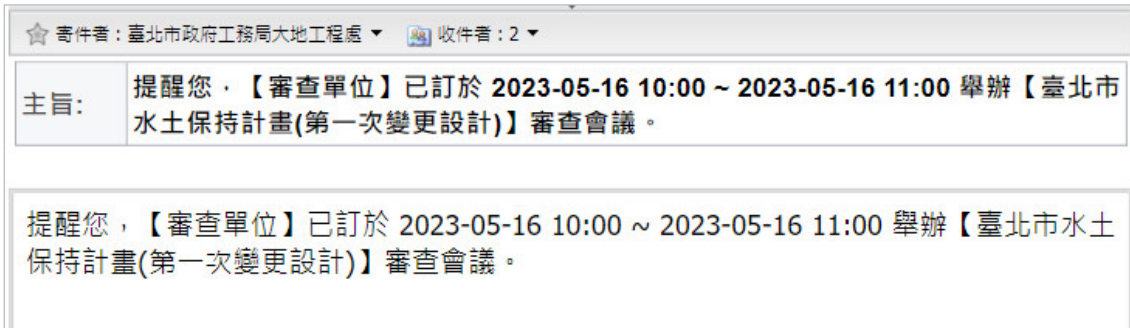 寄件者：臺北市政府工務局大地工程處 收件者：2
主旨：
提醒您，【審查單位】已訂於 2023-05-16 10:00 ~ 2023-05-16 11:00 舉辦【臺北市
水土保持計畫(第一次變更設計)】審查會議。
提醒您，【審查單位】已訂於 2023-05-16 10:00 ~ 2023-05-16 11:00 舉辦【臺北市水土
保持計畫(第一次變更設計)】審查會議。